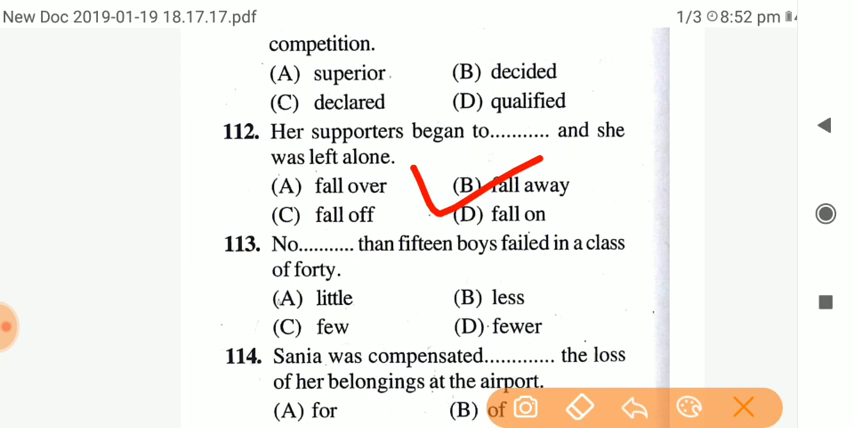 New Doc 2019-01-19 18.17.17.pdf 1/3 8:52 pm
competition.
(A) superior (B) decided
(C) declared (D) qualified
112. Her supporters began to........... and she
was left alone.
(A) fall over (B) fall away
(C) fall off (D) fall on
113. No........... than fifteen boys failed in a class
of forty.
(A) little (B) less
(C) few (D) fewer
114. Sania was compensated............. the loss
of her belongings at the airport.
(A) for (B) of